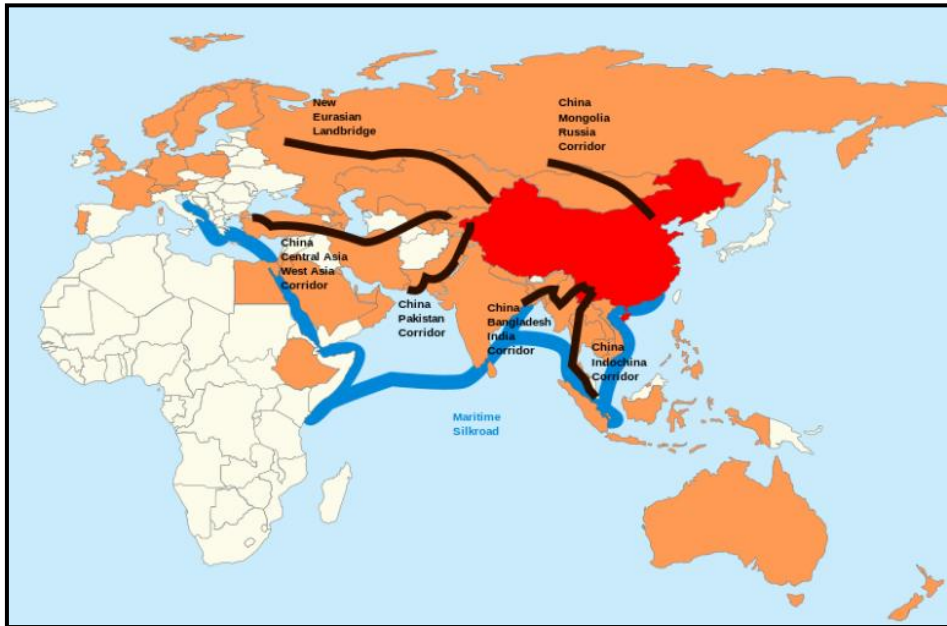 New
Eurasian
Landbridge
China
Mongolia
Russia
Corridor
China
Central Asia
West Asia
Corridor
China
Pakistan
Corridor
China
Bangladesh
India
Corridor
China
Indochina
Corridor
Maritime
Silkroad